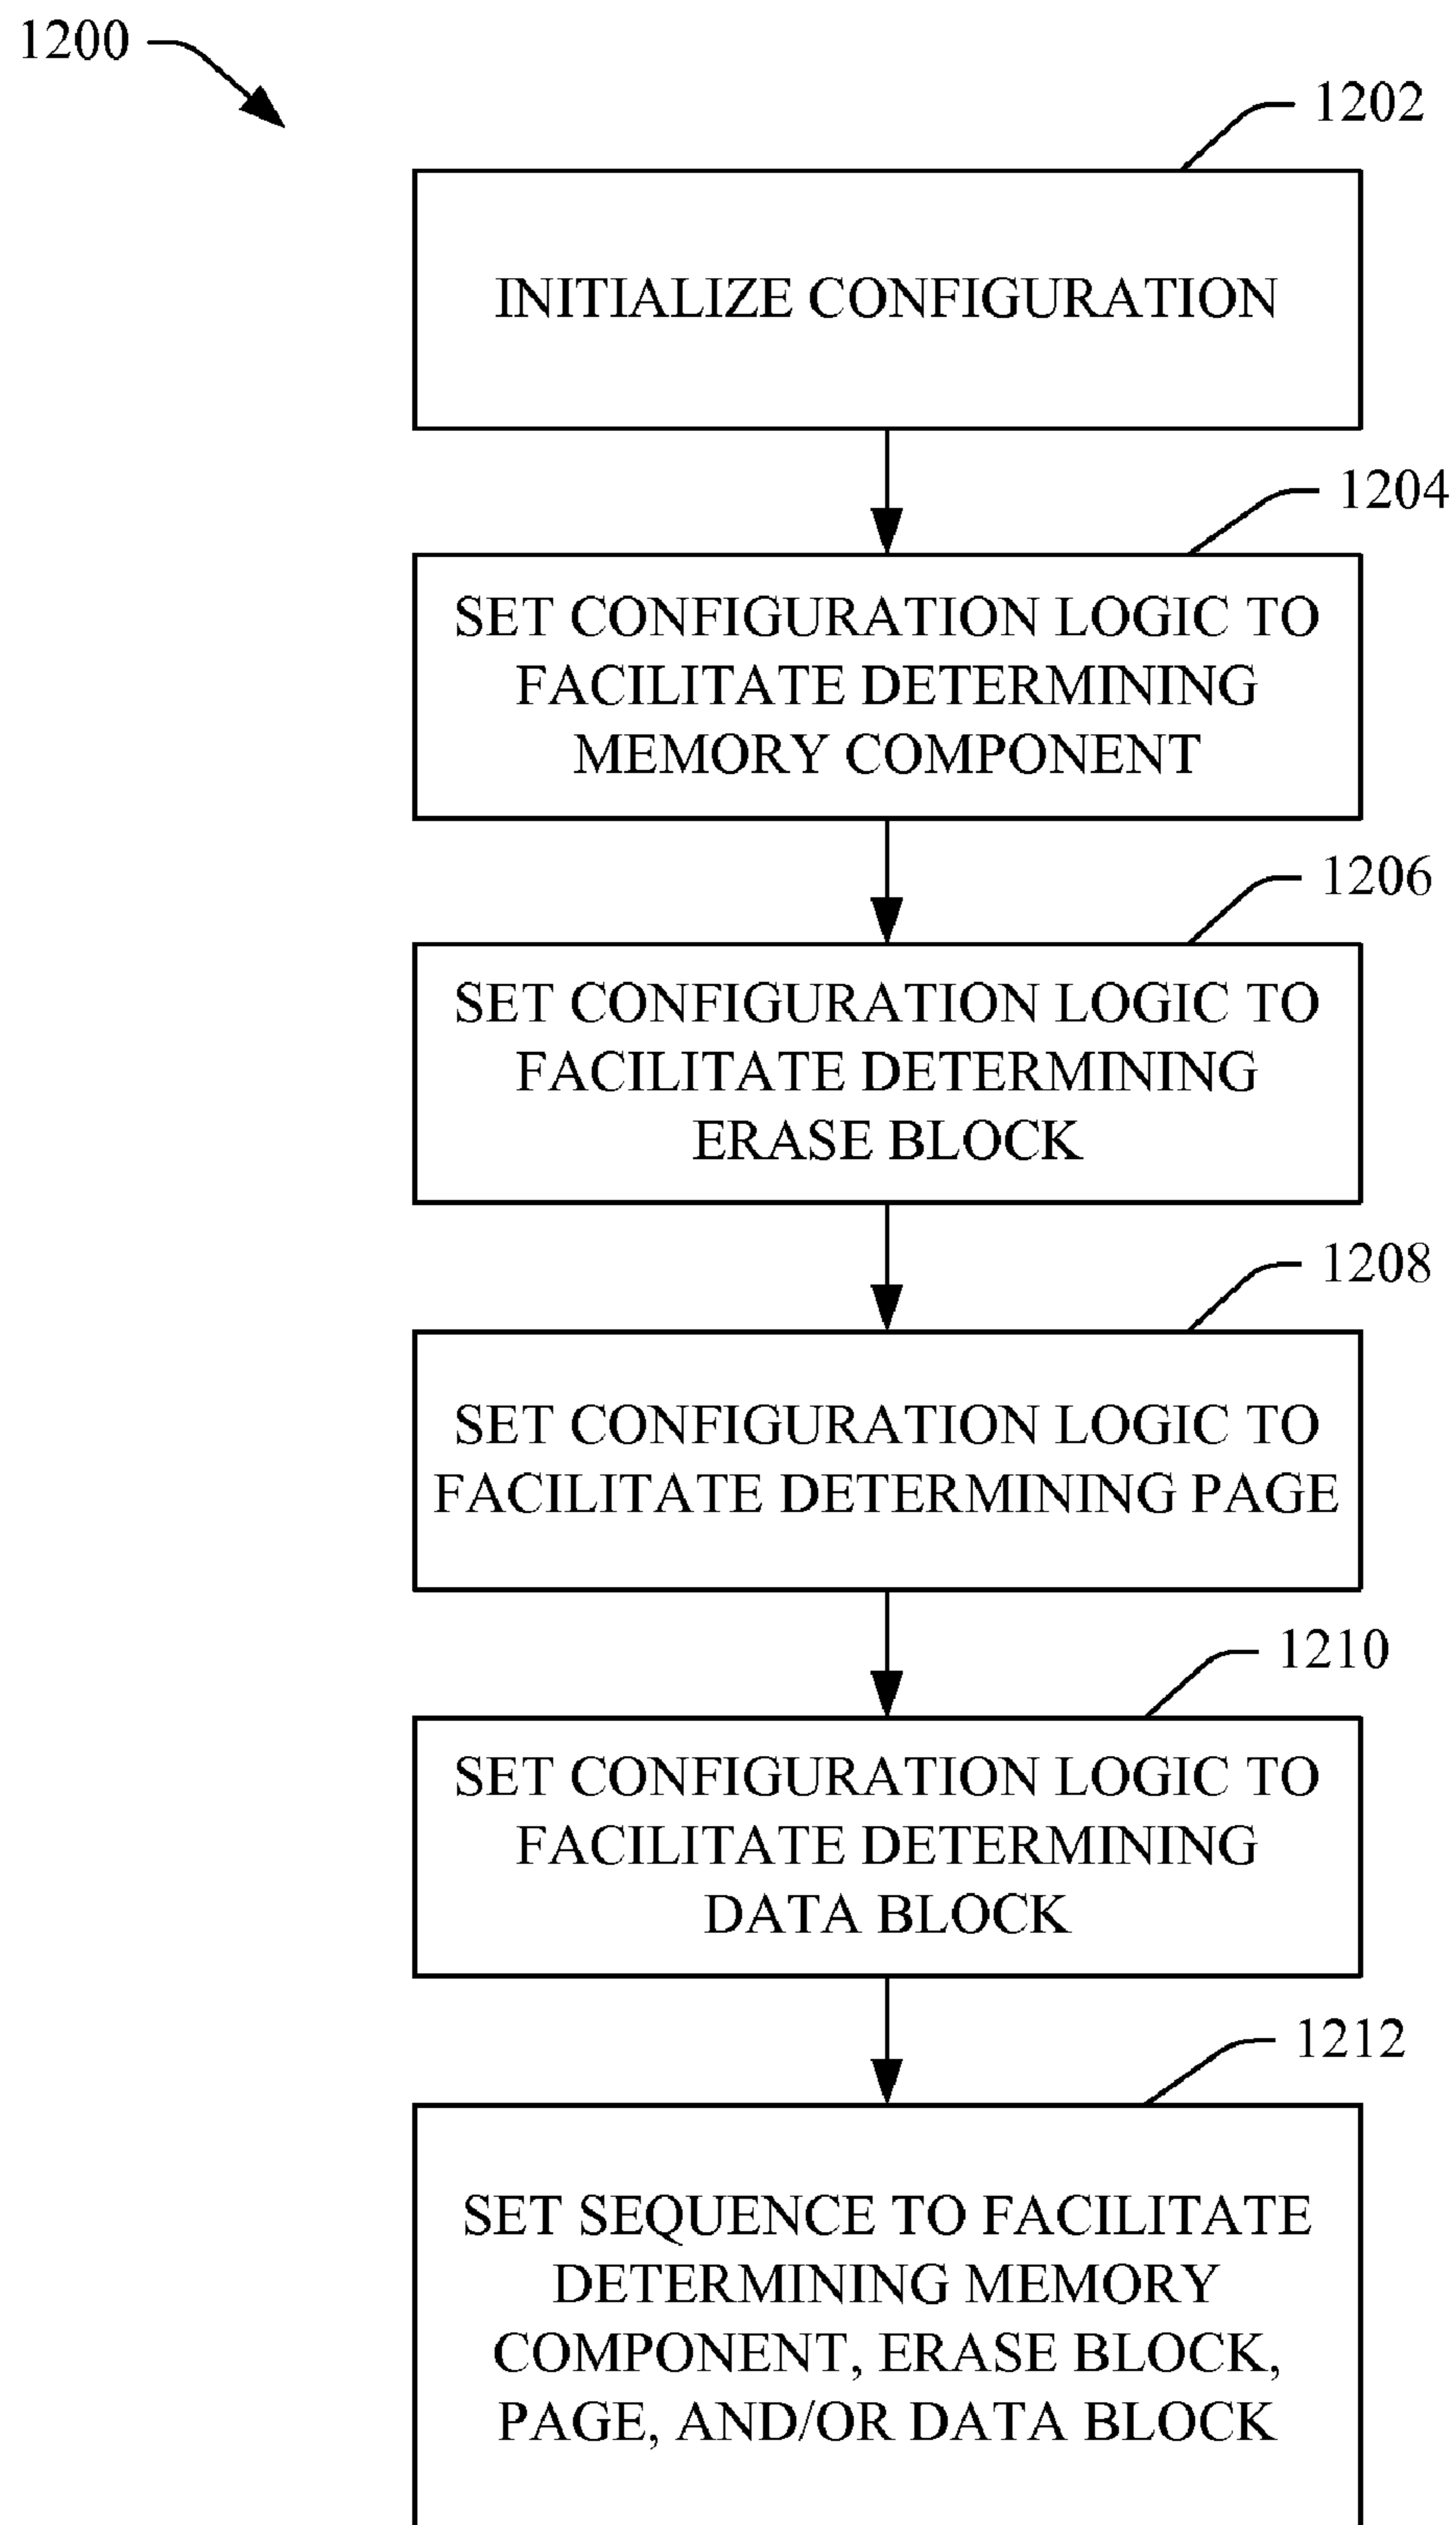 1200
1202
INITIALIZE CONFIGURATION
1204
SET CONFIGURATION LOGIC TO
FACILITATE DETERMINING
MEMORY COMPONENT
1206
SET CONFIGURATION LOGIC TO
FACILITATE DETERMINING
ERASE BLOCK
1208
SET CONFIGURATION LOGIC TO
FACILITATE DETERMINING PAGE
1210
SET CONFIGURATION LOGIC TO
FACILITATE DETERMINING
DATA BLOCK
1212
SET SEQUENCE TO FACILITATE
DETERMINING MEMORY
COMPONENT, ERASE BLOCK,
PAGE, AND/OR DATA BLOCK